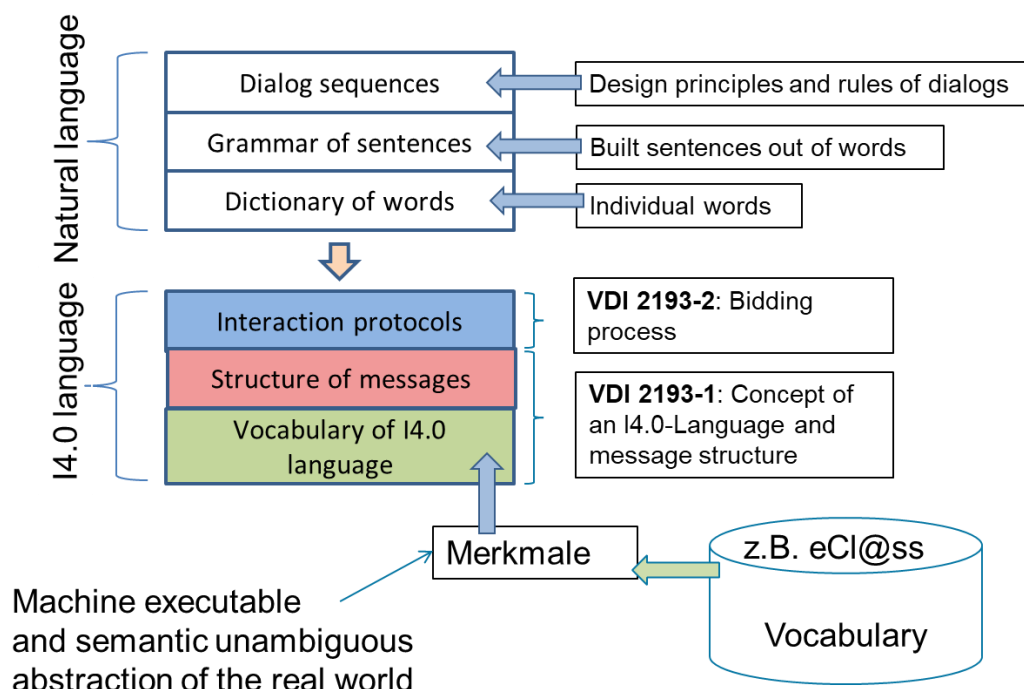 Natural language
Dialog sequences
Design principles and rules of dialogs
Grammar of sentences
Built sentences out of words
Dictionary of words
Individual words
I4.0 language
Interaction protocols
VDI 2193-2: Bidding
process
Structure of messages
Vocabulary of I4.0
language
VDI 2193-1: Concept of
an I4.0-Language and
message structure
Merkmale
z.B. eCl@ss
Vocabulary
Machine executable
and semantic unambiguous
abstraction of the real world